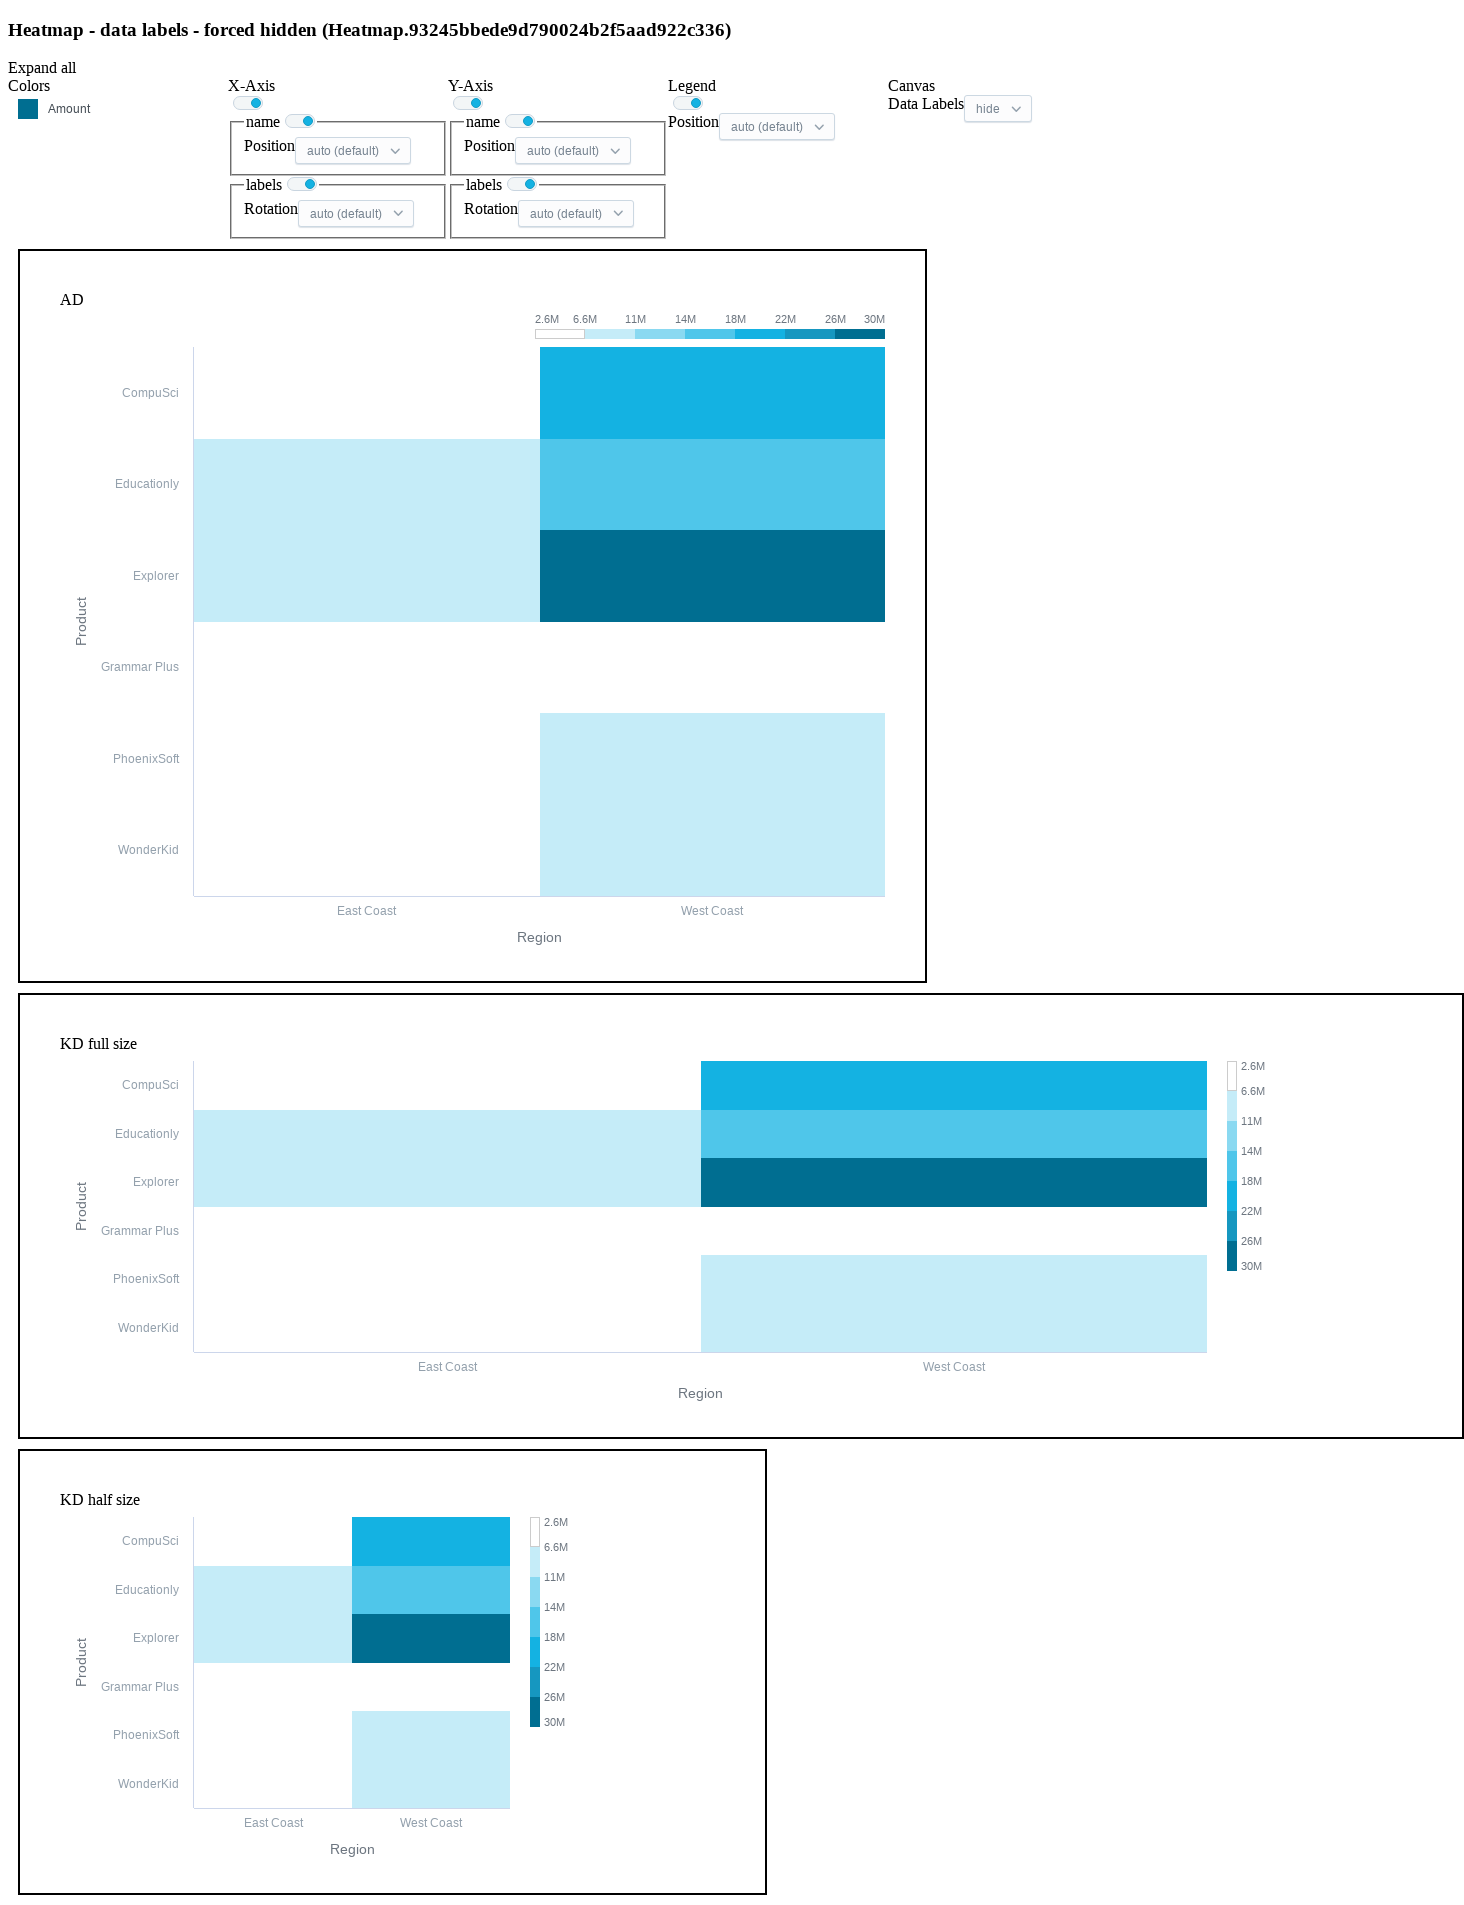 Heatmap - data labels - forced hidden (Heatmap.93245bbede9d790024b2f5aad922c336)
Expand all
Colors
Amount
X-Axis
name
Position auto (default)
labels
Rotation auto (default)
Y-Axis
name
Position auto (default)
labels
Rotation auto (default)
Legend
Position auto (default)
Canvas
Data Labels hide
AD
2.6M 6.6M 11M 14M 18M 22M 26M 30M
CompuSci
Educationly
Explorer
Product
Grammar Plus
PhoenixSoft
WonderKid
East Coast West Coast
Region
KD full size
CompuSci
Educationly
Explorer
Product
Grammar Plus
PhoenixSoft
WonderKid
East Coast West Coast
Region
2.6M
6.6M
11M
14M
18M
22M
26M
30M
KD half size
CompuSci
Educationly
Explorer
Product
Grammar Plus
PhoenixSoft
WonderKid
East Coast West Coast
Region
2.6M
6.6M
11M
14M
18M
22M
26M
30M